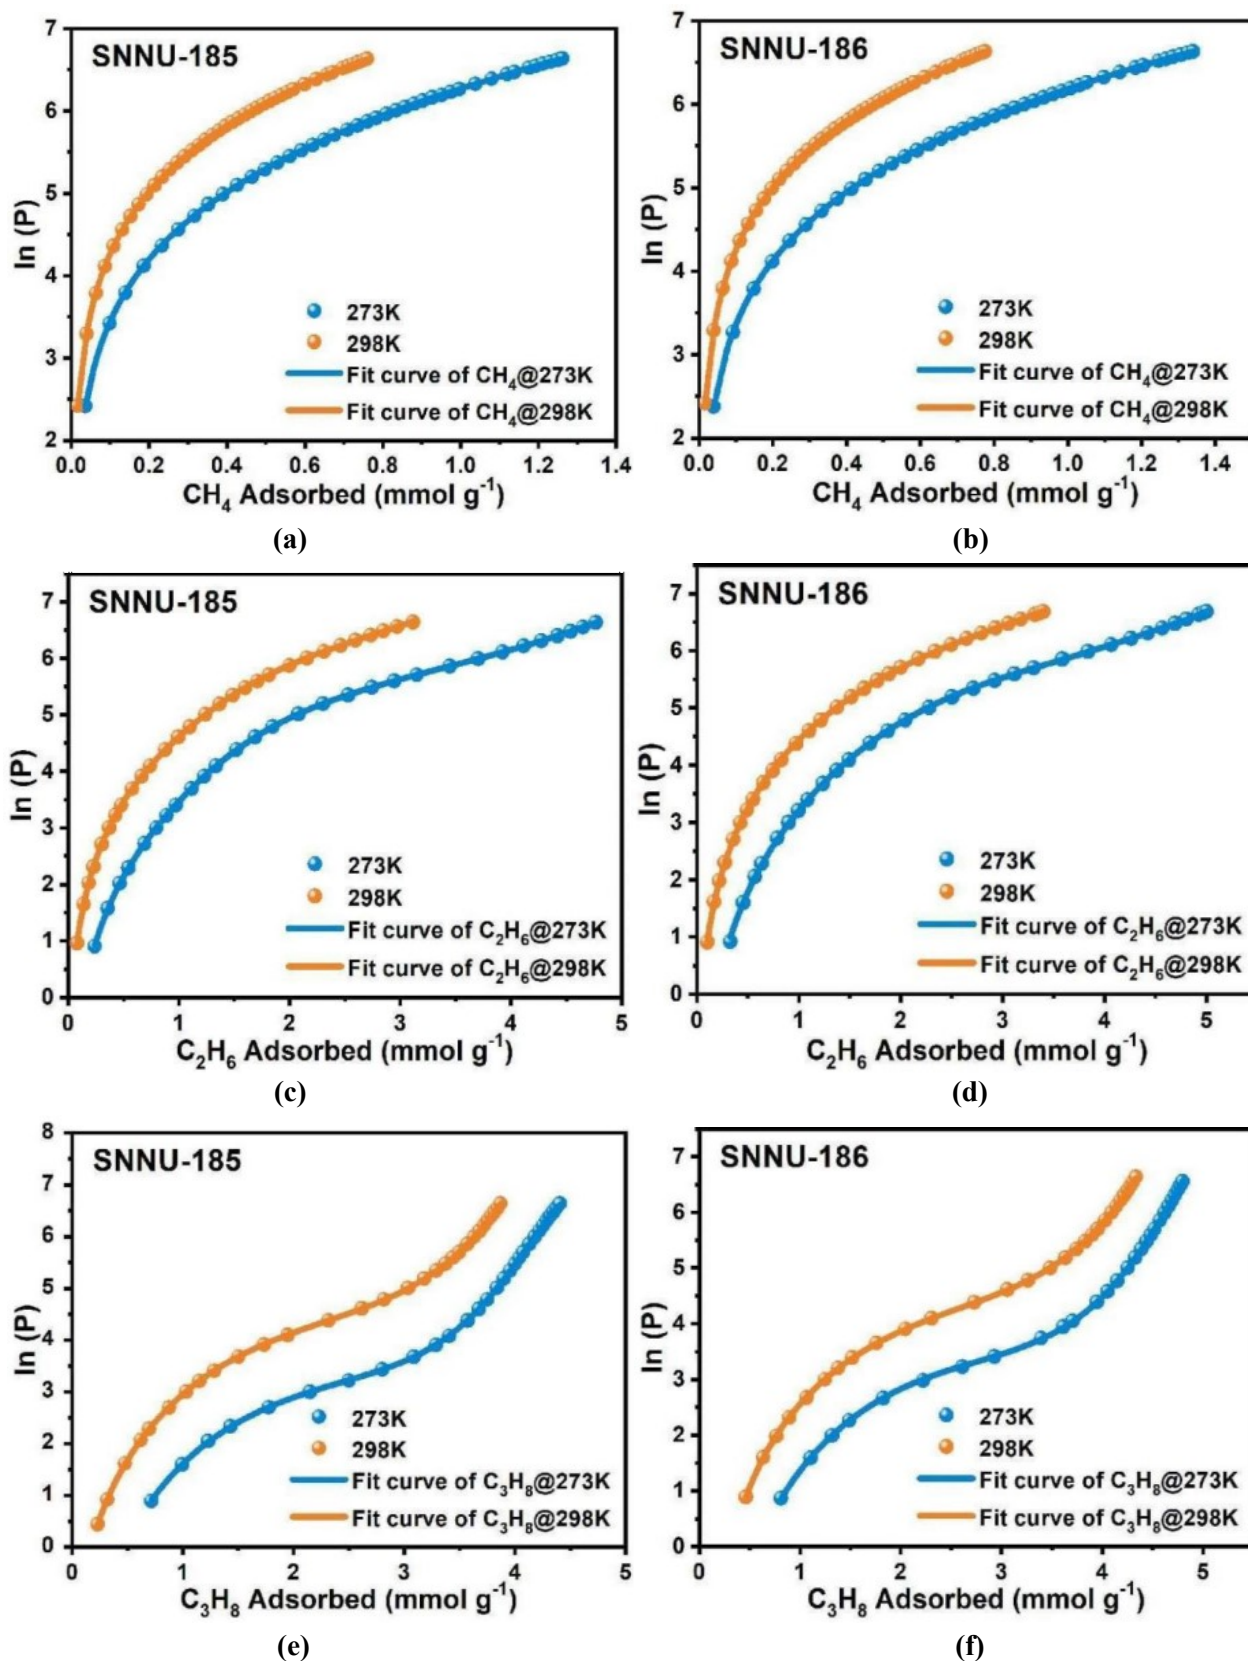 SNNU-185
ln (P)
7
6
5
4
3
2
0.0 0.2 0.4 0.6 0.8 1.0 1.2 1.4
273K
298K
Fit curve of CH₄@273K
Fit curve of CH₄@298K
CH₄ Adsorbed (mmol g⁻¹)
(a)
SNNU-186
ln (P)
7
6
5
4
3
2
0.0 0.2 0.4 0.6 0.8 1.0 1.2 1.4
273K
298K
Fit curve of CH₄@273K
Fit curve of CH₄@298K
CH₄ Adsorbed (mmol g⁻¹)
(b)
SNNU-185
ln (P)
7
6
5
4
3
2
1
0
0 1 2 3 4 5
273K
298K
Fit curve of C₂H₆@273K
Fit curve of C₂H₆@298K
C₂H₆ Adsorbed (mmol g⁻¹)
(c)
SNNU-186
ln (P)
7
6
5
4
3
2
1
0
0 1 2 3 4 5
273K
298K
Fit curve of C₂H₆@273K
Fit curve of C₂H₆@298K
C₂H₆ Adsorbed (mmol g⁻¹)
(d)
SNNU-185
ln (P)
8
7
6
5
4
3
2
1
0
0 1 2 3 4 5
273K
298K
Fit curve of C₃H₈@273K
Fit curve of C₃H₈@298K
C₃H₈ Adsorbed (mmol g⁻¹)
(e)
SNNU-186
ln (P)
7
6
5
4
3
2
1
0
0 1 2 3 4 5
273K
298K
Fit curve of C₃H₈@273K
Fit curve of C₃H₈@298K
C₃H₈ Adsorbed (mmol g⁻¹)
(f)